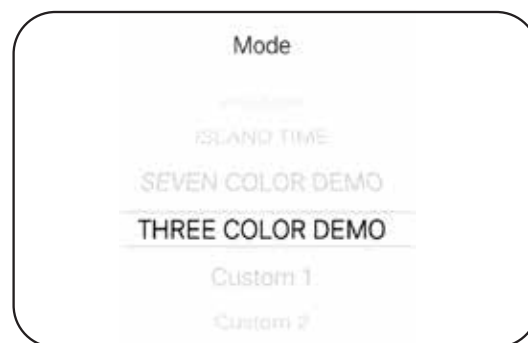 Mode
ISLAND TIME
SEVEN COLOR DEMO
THREE COLOR DEMO
Custom 1
Custom 2